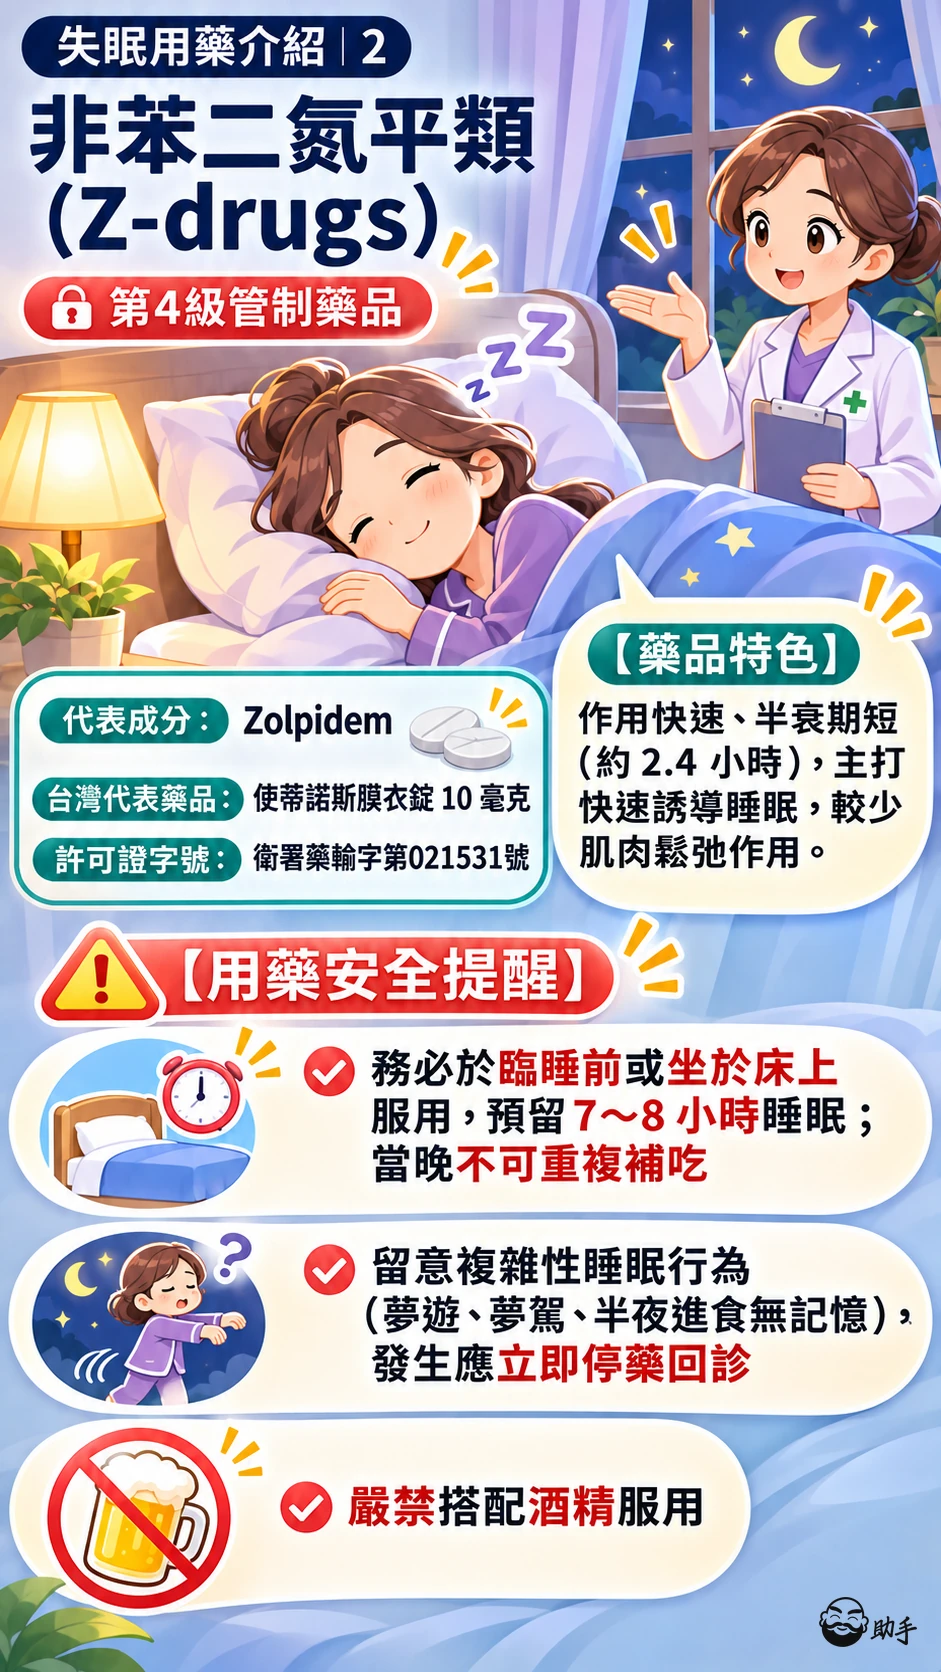 失眠用藥介紹｜2
非苯二氮平類
(Z-drugs)
第4級管制藥品
zZZ
代表成分： Zolpidem
台灣代表藥品： 使蒂諾斯膜衣錠 10 毫克
許可證字號： 衛署藥輸字第021531號
【藥品特色】
作用快速、半衰期短
(約 2.4 小時)，主打
快速誘導睡眠，較少
肌肉鬆弛作用。
【用藥安全提醒】
務必於臨睡前或坐於床上
服用，預留 7～8 小時睡眠；
當晚不可重複補吃
?
留意複雜性睡眠行為
(夢遊、夢駕、半夜進食無記憶)，
發生應立即停藥回診
嚴禁搭配酒精服用
助手